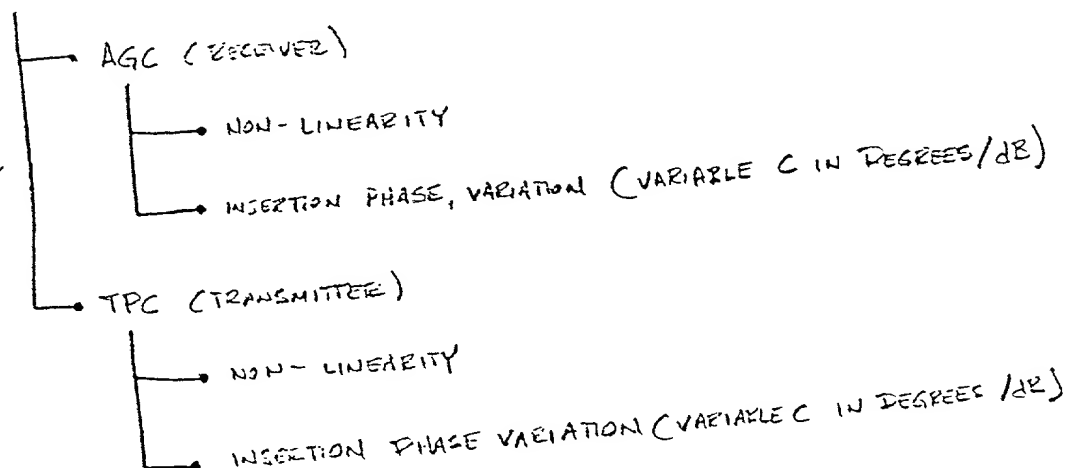 AGC (RECEIVER)
NON-LINEARITY
INSERTION PHASE, VARIATION (VARIABLE C IN DEGREES/dB)
TPC (TRANSMITTER)
NON-LINEARITY
INSERTION PHASE VARIATION (VARIABLE C IN DEGREES/dB)